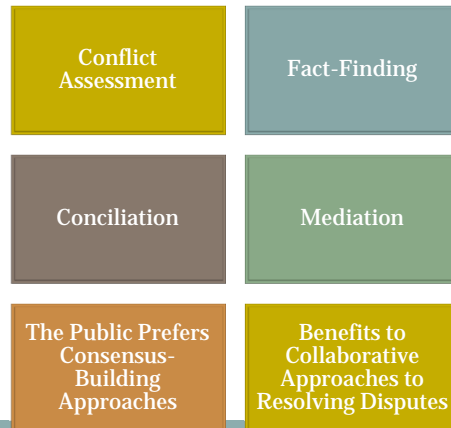 Conflict
Assessment
Fact-Finding
Conciliation
Mediation
The Public Prefers
Consensus-
Building
Approaches
Benefits to
Collaborative
Approaches to
Resolving Disputes